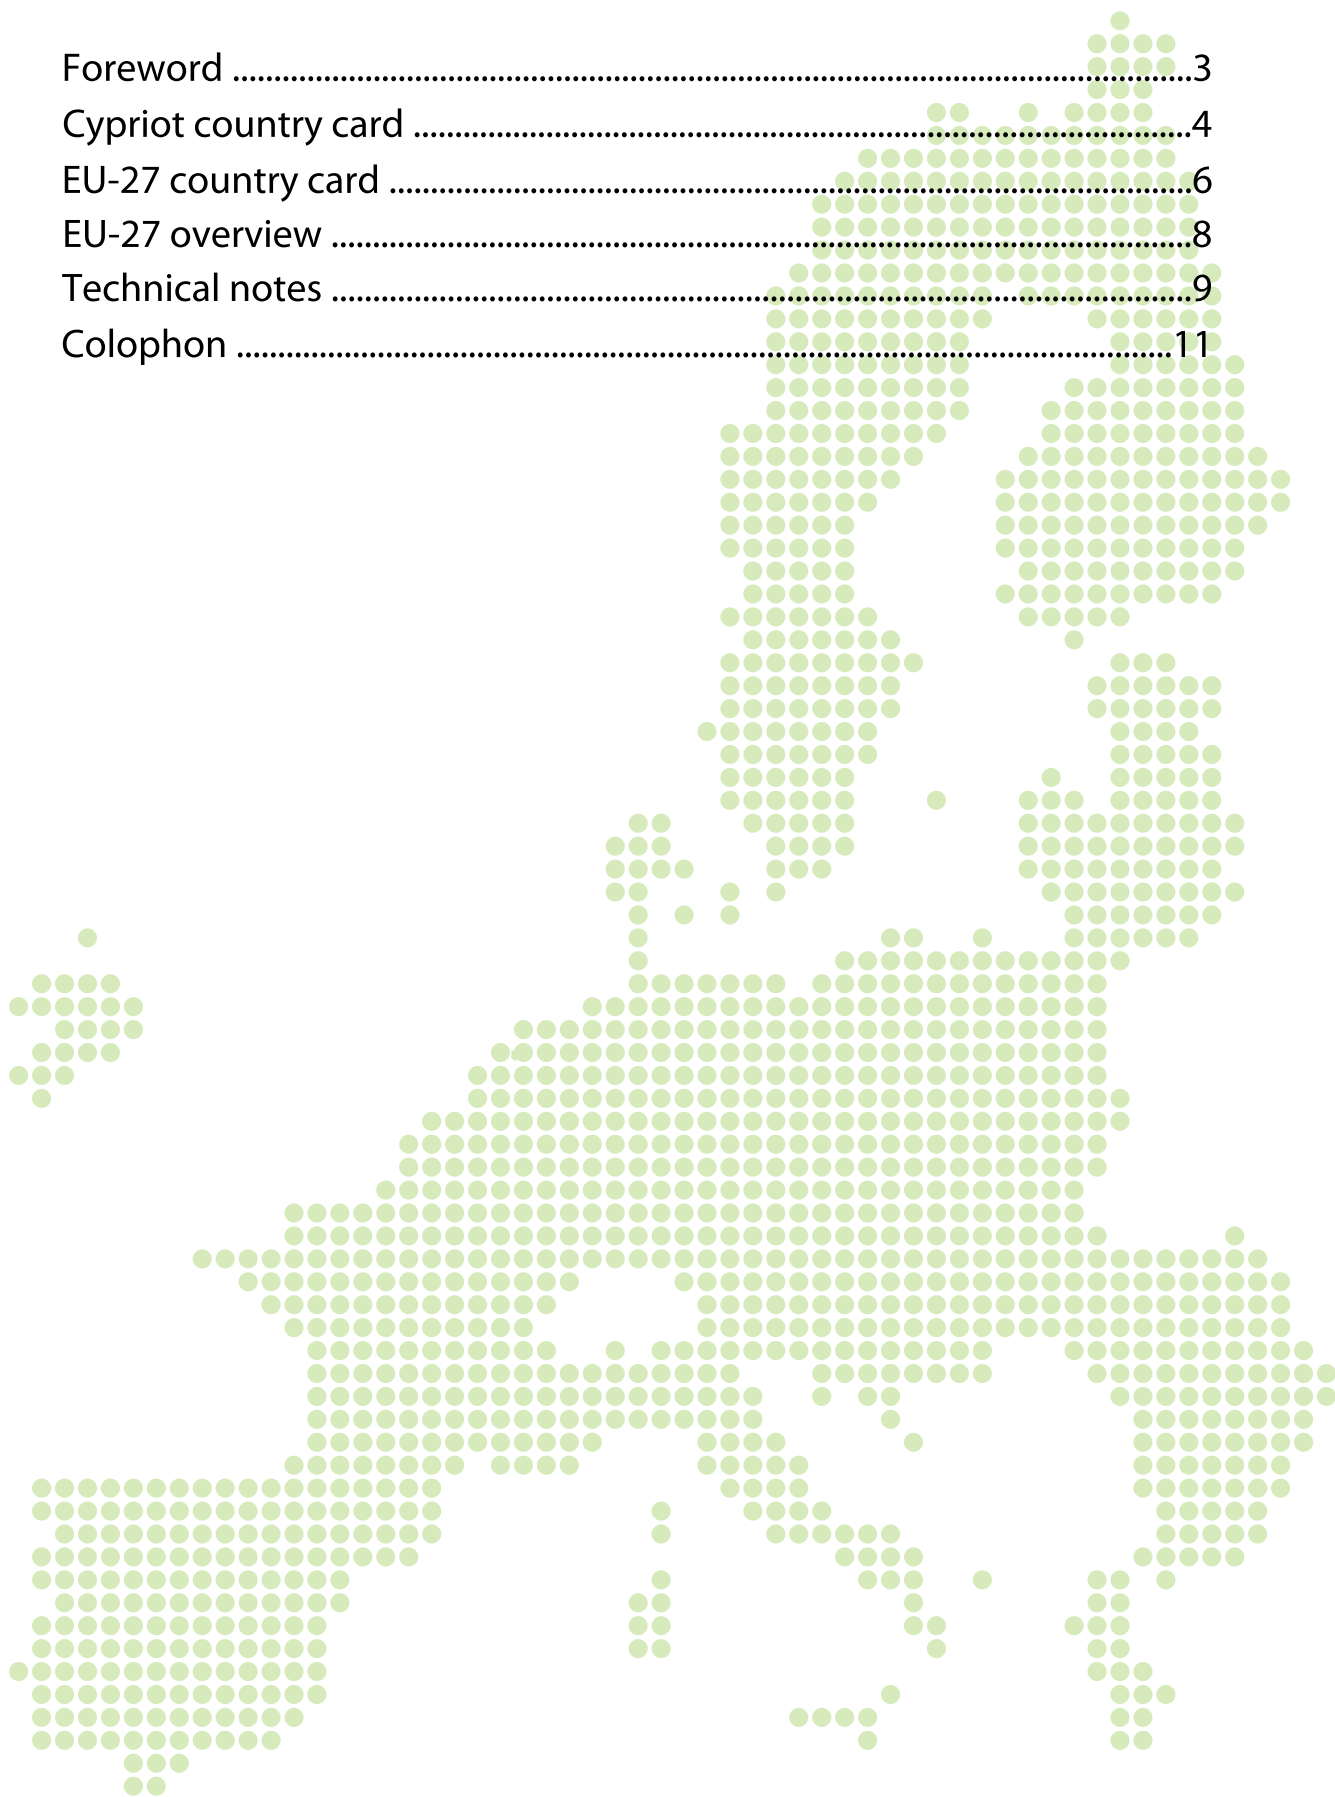 Foreword ..................................................................................................................... 3
Cypriot country card ............................................................................................... 4
EU-27 country card .................................................................................................. 6
EU-27 overview ......................................................................................................... 8
Technical notes ......................................................................................................... 9
Colophon .................................................................................................................. 11